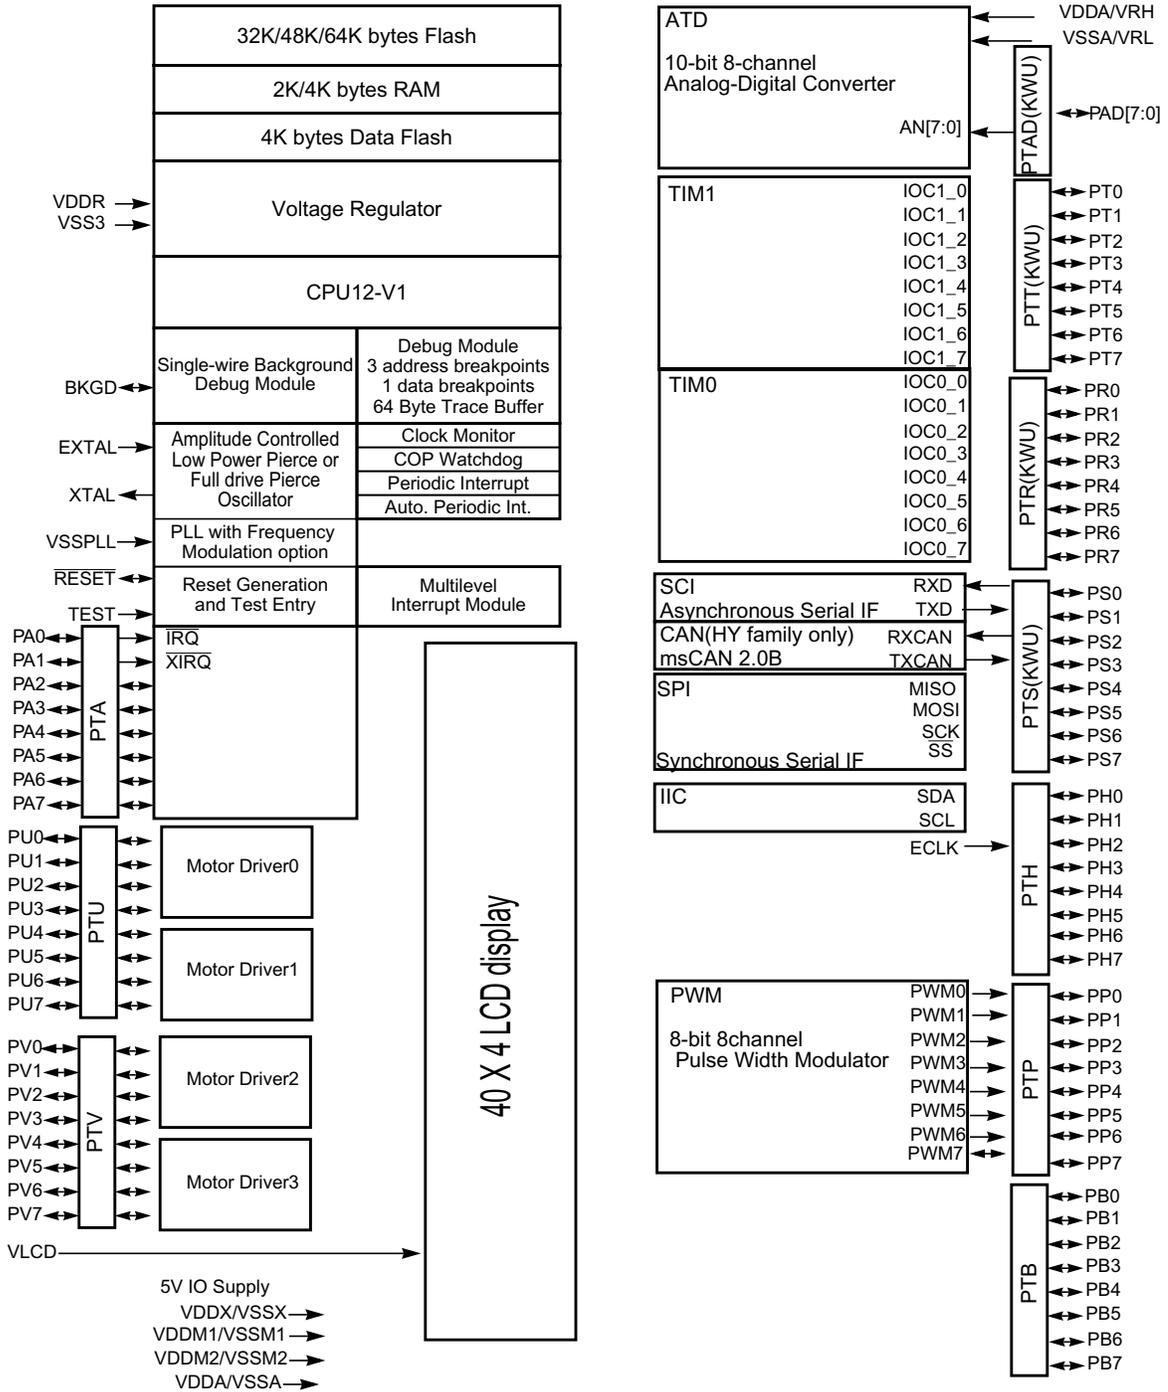 32K/48K/64K bytes Flash
2K/4K bytes RAM
4K bytes Data Flash
VDDR
VSS3
Voltage Regulator
CPU12-V1
BKGD
Single-wire Background
Debug Module
Debug Module
3 address breakpoints
1 data breakpoints
64 Byte Trace Buffer
EXTAL
XTAL
Amplitude Controlled
Low Power Pierce or
Full drive Pierce
Oscillator
Clock Monitor
COP Watchdog
Periodic Interrupt
Auto. Periodic Int.
VSSPLL
PLL with Frequency
Modulation option
RESET
TEST
Reset Generation
and Test Entry
Multilevel
Interrupt Module
PA0
PA1
PA2
PA3
PA4
PA5
PA6
PA7
PTA
IRQ
XIRQ
PU0
PU1
PU2
PU3
PU4
PU5
PU6
PU7
PTU
Motor Driver0
Motor Driver1
PV0
PV1
PV2
PV3
PV4
PV5
PV6
PV7
PTV
Motor Driver2
Motor Driver3
40 X 4 LCD display
VLCD
5V IO Supply
VDDX/VSSX
VDDM1/VSSM1
VDDM2/VSSM2
VDDA/VSSA
ATD
10-bit 8-channel
Analog-Digital Converter
AN[7:0]
VDDA/VRH
VSSA/VRL
PTAD(KWU)
PAD[7:0]
TIM1
IOC1_0
IOC1_1
IOC1_2
IOC1_3
IOC1_4
IOC1_5
IOC1_6
IOC1_7
PTT(KWU)
PT0
PT1
PT2
PT3
PT4
PT5
PT6
PT7
TIM0
IOC0_0
IOC0_1
IOC0_2
IOC0_3
IOC0_4
IOC0_5
IOC0_6
IOC0_7
PTR(KWU)
PR0
PR1
PR2
PR3
PR4
PR5
PR6
PR7
SCI
Asynchronous Serial IF
RXD
TXD
CAN(HY family only)
msCAN 2.0B
RXCAN
TXCAN
SPI
Synchronous Serial IF
MISO
MOSI
SCK
SS
PTS(KWU)
PS0
PS1
PS2
PS3
PS4
PS5
PS6
PS7
IIC
SDA
SCL
ECLK
PTH
PH0
PH1
PH2
PH3
PH4
PH5
PH6
PH7
PWM
8-bit 8channel
Pulse Width Modulator
PWM0
PWM1
PWM2
PWM3
PWM4
PWM5
PWM6
PWM7
PTP
PP0
PP1
PP2
PP3
PP4
PP5
PP6
PP7
PTB
PB0
PB1
PB2
PB3
PB4
PB5
PB6
PB7